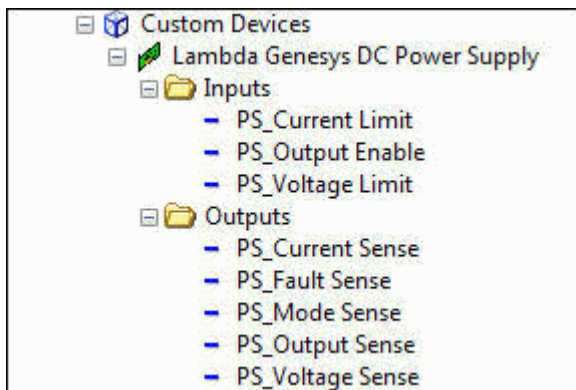 Custom Devices
Lambda Genesys DC Power Supply
Inputs
PS_Current Limit
PS_Output Enable
PS_Voltage Limit
Outputs
PS_Current Sense
PS_Fault Sense
PS_Mode Sense
PS_Output Sense
PS_Voltage Sense